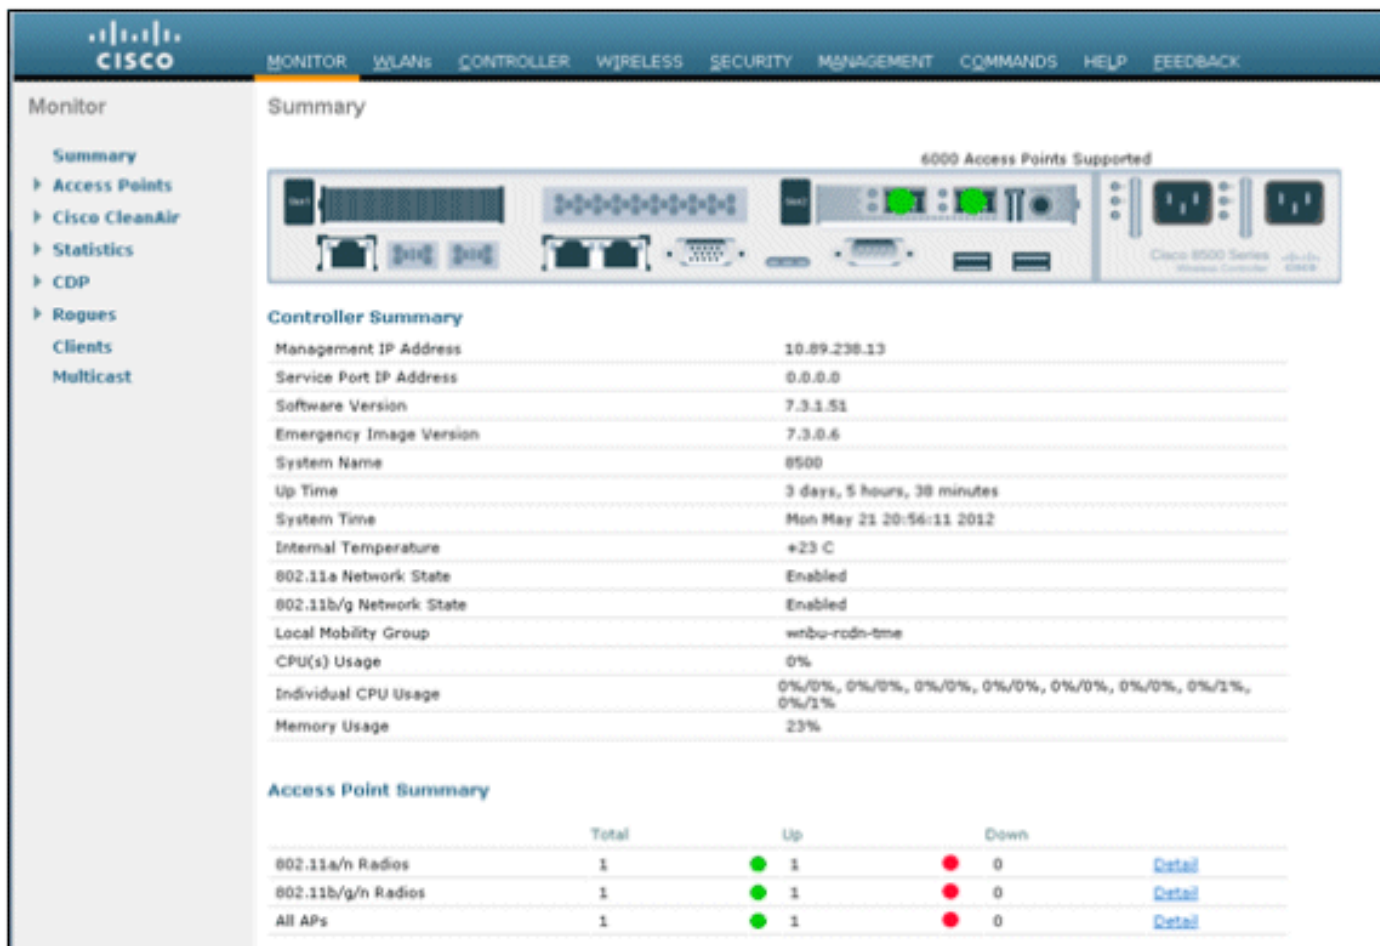 CISCO
MONITOR WLANs CONTROLLER WIRELESS SECURITY MANAGEMENT COMMANDS HELP FEEDBACK
Monitor
Summary
Access Points
Cisco CleanAir
Statistics
CDP
Rogues
Clients
Multicast
Summary
6000 Access Points Supported
Cisco 8500 Series
Wireless Controller
CISCO
Controller Summary
Management IP Address 10.89.238.13
Service Port IP Address 0.0.0.0
Software Version 7.3.1.51
Emergency Image Version 7.3.0.6
System Name 8500
Up Time 3 days, 5 hours, 38 minutes
System Time Mon May 21 20:56:11 2012
Internal Temperature +23 C
802.11a Network State Enabled
802.11b/g Network State Enabled
Local Mobility Group wnbu-rcdn-tme
CPU(s) Usage 0%
Individual CPU Usage 0%/0%, 0%/0%, 0%/0%, 0%/0%, 0%/0%, 0%/0%, 0%/1%,
0%/1%
Memory Usage 23%
Access Point Summary
Total Up Down
802.11a/n Radios 1 1 0 Detail
802.11b/g/n Radios 1 1 0 Detail
All APs 1 1 0 Detail